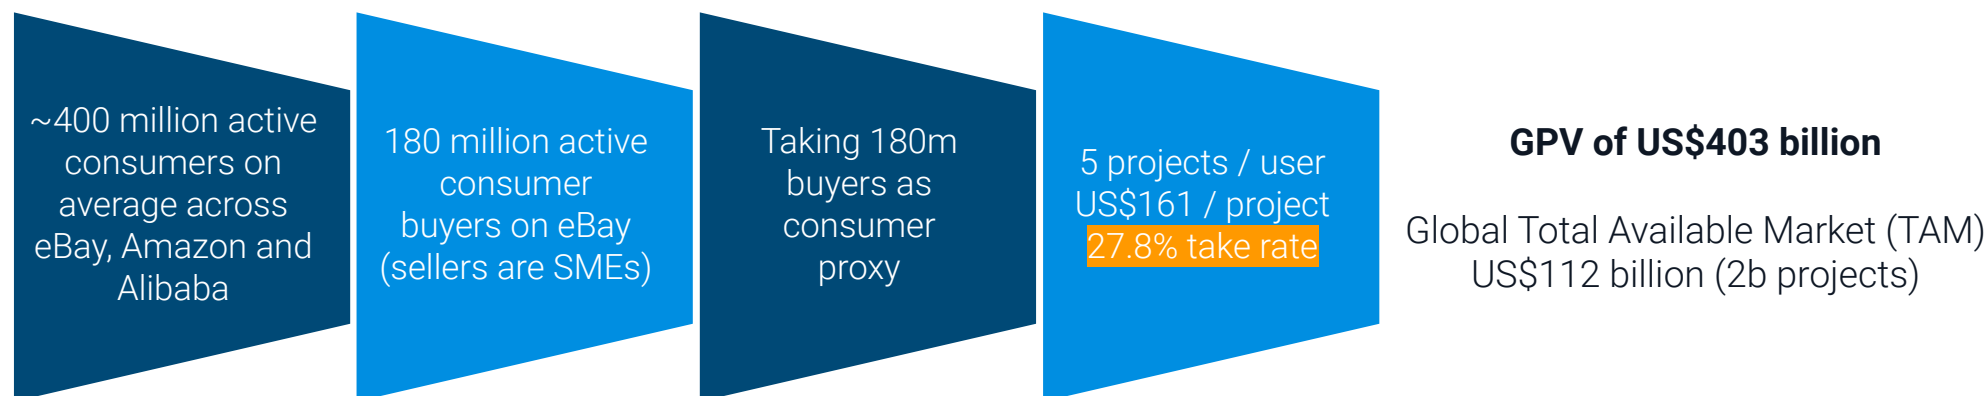 ~400 million active
consumers on
average across
eBay, Amazon and
Alibaba
180 million active
consumer
buyers on eBay
(sellers are SMEs)
Taking 180m
buyers as
consumer
proxy
5 projects / user
US$161 / project
27.8% take rate
GPV of US$403 billion
Global Total Available Market (TAM)
US$112 billion (2b projects)